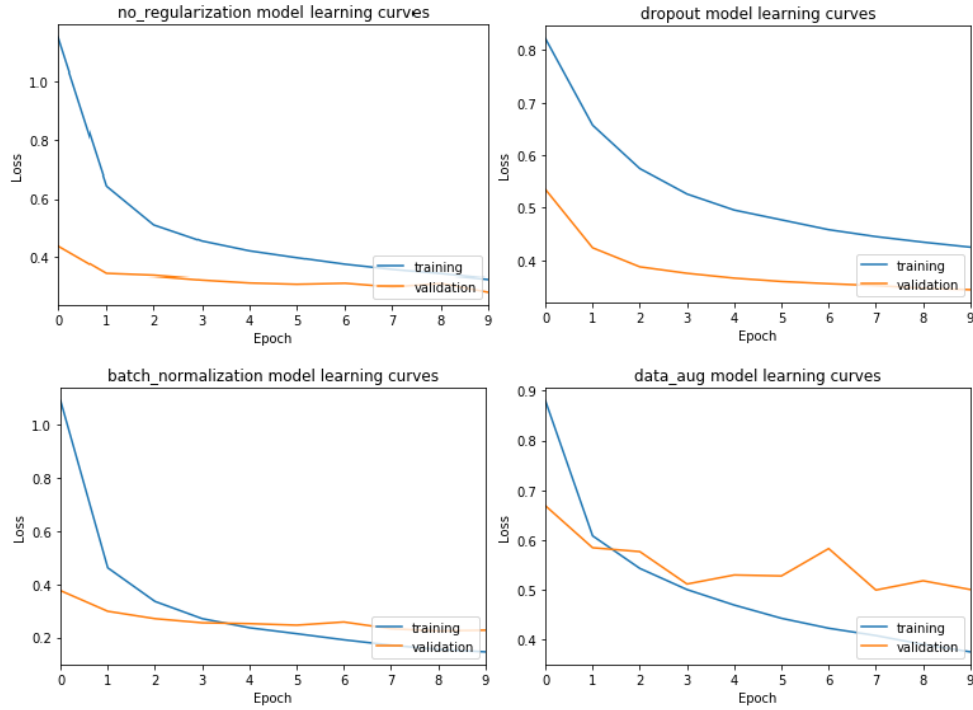 no_regularization model learning curves
1.0
0.8
0.6
0.4
Loss
training
validation
0 1 2 3 4 5 6 7 8 9
Epoch
dropout model learning curves
0.8
0.7
0.6
0.5
0.4
Loss
training
validation
0 1 2 3 4 5 6 7 8 9
Epoch
batch_normalization model learning curves
1.0
0.8
0.6
0.4
0.2
Loss
training
validation
0 1 2 3 4 5 6 7 8 9
Epoch
data_aug model learning curves
0.9
0.8
0.7
0.6
0.5
0.4
Loss
training
validation
0 1 2 3 4 5 6 7 8 9
Epoch